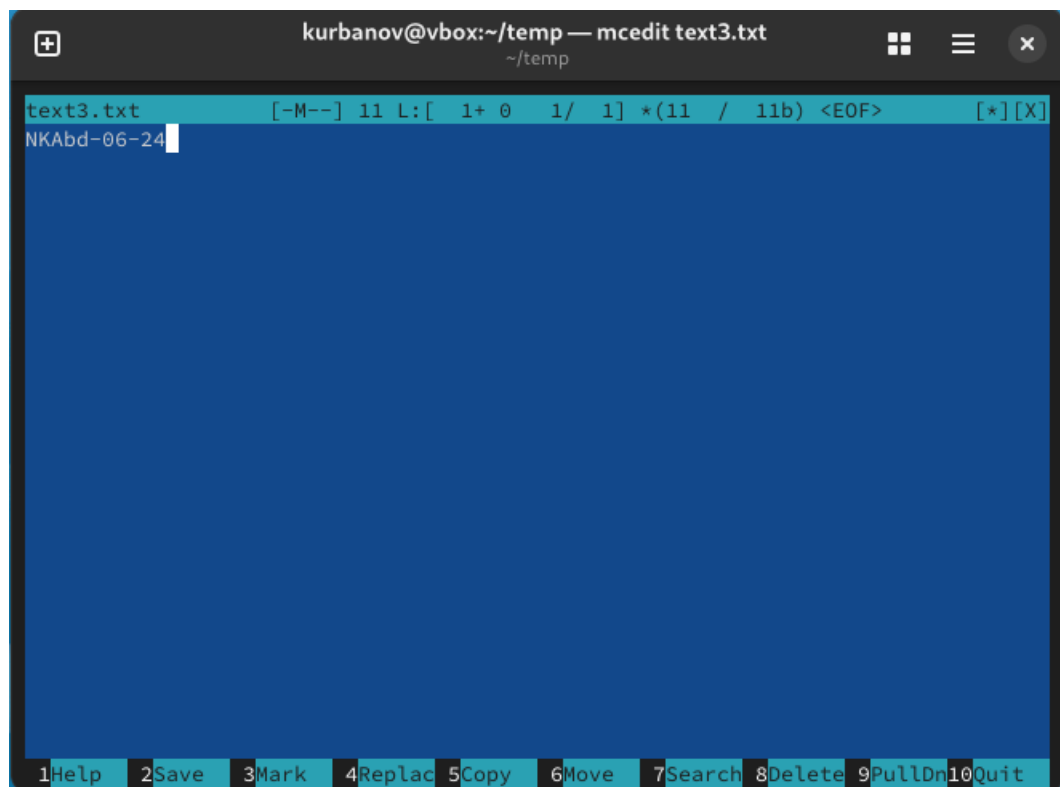 kurbanov@vbox:~/temp — mcedit text3.txt
~/temp
text3.txt [-M--] 11 L:[ 1+ 0 1/ 1] *(11 / 11b) <EOF> [*][X]
NKAbd-06-24
1Help 2Save 3Mark 4Replac 5Copy 6Move 7Search 8Delete 9PullDn 10Quit